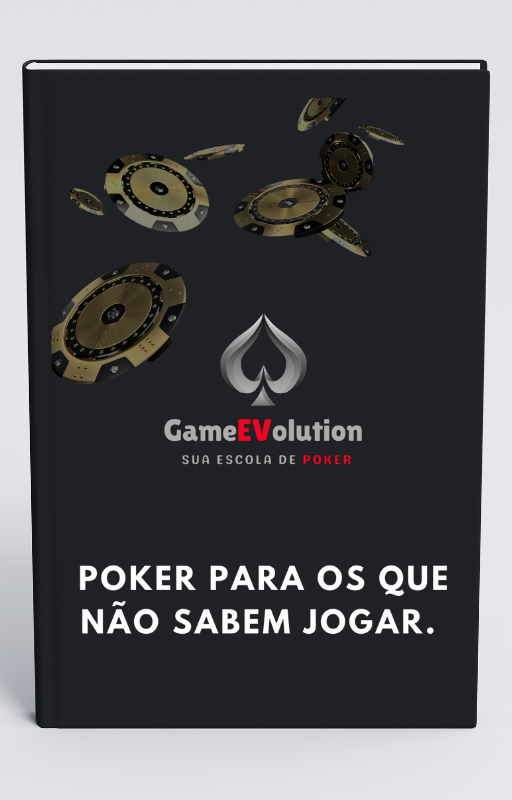 GameEVolution
SUA ESCOLA DE POKER
POKER PARA OS QUE
NÃO SABEM JOGAR.